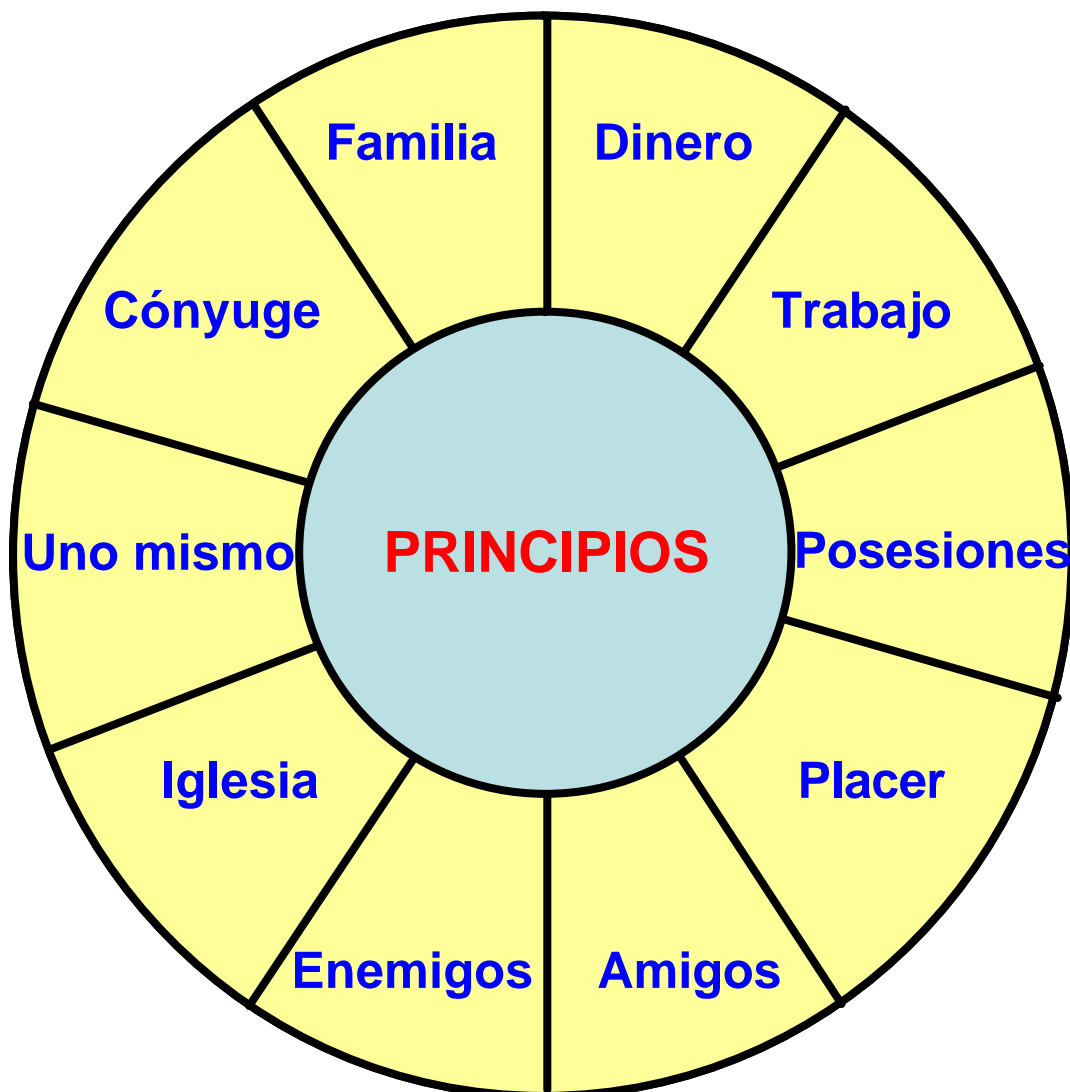 Familia
Dinero
Cónyuge
Trabajo
Uno mismo
PRINCIPIOS
Posesiones
Iglesia
Placer
Enemigos
Amigos